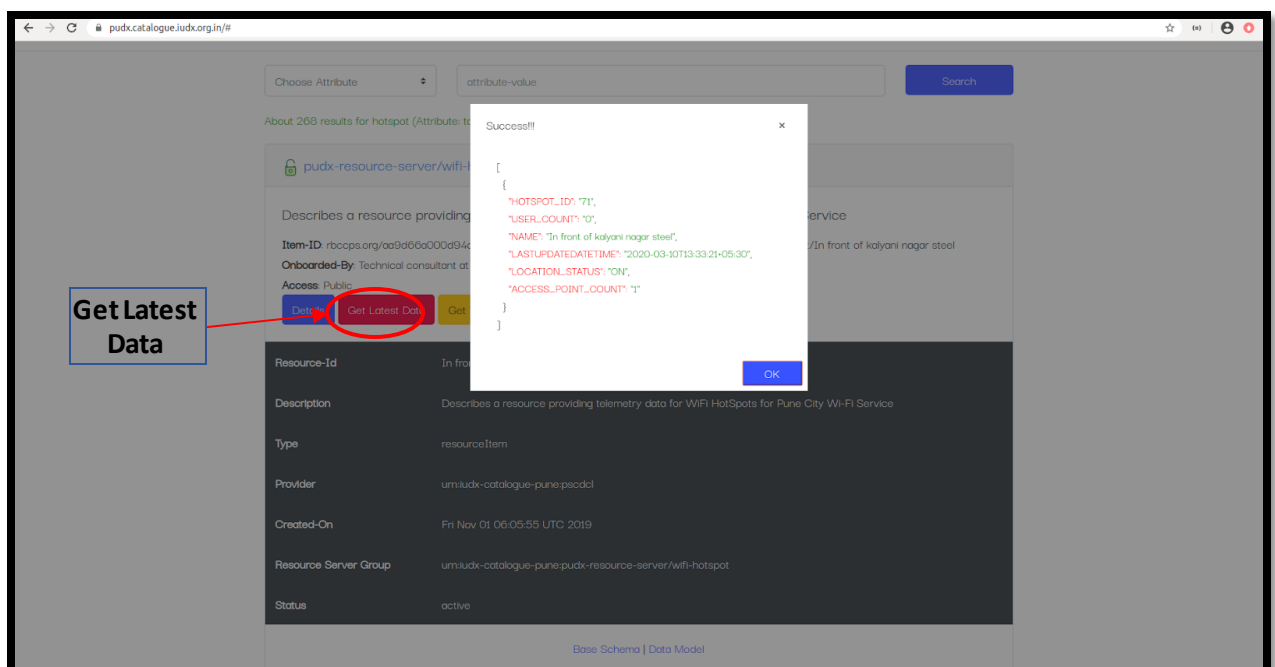 pudx.catalogue.iudx.org.in/#
Choose Attribute
attribute-value
Search
About 268 results for hotspot (Attribute:
Success!!!
×
pudx-resource-server/wifi-
[
{
"HOTSPOT_ID": "71",
"USER_COUNT": "0",
"NAME": "In front of kalyani nagar steel",
"LASTUPDATEDATETIME": "2020-03-10T13:33:21+05:30",
"LOCATION_STATUS": "ON",
"ACCESS_POINT_COUNT": "1"
}
]
OK
Describes a resource providing
Service
Item-ID: rbccps.org/aa9d66a000d94
/In front of kalyani nagar steel
Onboarded-By: Technical consultant at
Access: Public
Details
Get Latest Data
Get
Get Latest
Data
Resource-Id
In
Description
Describes a resource providing telemetry data for WiFi HotSpots for Pune City Wi-Fi Service
Type
resourceItem
Provider
urn:iudx-catalogue-pune:pscdcl
Created-On
Fri Nov 01 06:05:55 UTC 2019
Resource Server Group
urn:iudx-catalogue-pune:pudx-resource-server/wifi-hotspot
Status
active
Base Schema | Data Model